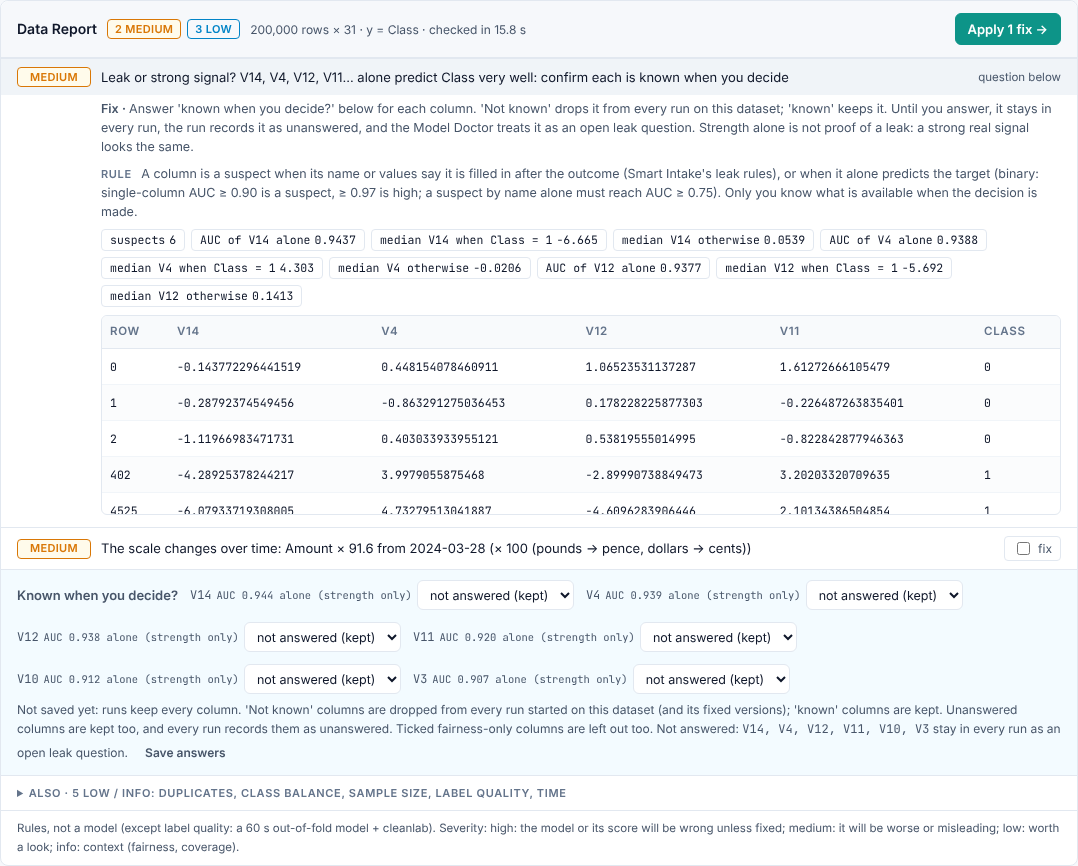 Data Report 2 MEDIUM 3 LOW 200,000 rows × 31 · y = Class · checked in 15.8 s Apply 1 fix →
MEDIUM Leak or strong signal? V14, V4, V12, V11… alone predict Class very well: confirm each is known when you decide question below
Fix · Answer 'known when you decide?' below for each column. 'Not known' drops it from every run on this dataset; 'known' keeps it. Until you answer, it stays in
every run, the run records it as unanswered, and the Model Doctor treats it as an open leak question. Strength alone is not proof of a leak: a strong real signal
looks the same.
RULE A column is a suspect when its name or values say it is filled in after the outcome (Smart Intake's leak rules), or when it alone predicts the target (binary:
single-column AUC ≥ 0.90 is a suspect, ≥ 0.97 is high; a suspect by name alone must reach AUC ≥ 0.75). Only you know what is available when the decision is
made.
suspects 6 AUC of V14 alone 0.9437 median V14 when Class = 1 -6.665 median V14 otherwise 0.0539 AUC of V4 alone 0.9388
median V4 when Class = 1 4.303 median V4 otherwise -0.0206 AUC of V12 alone 0.9377 median V12 when Class = 1 -5.692
median V12 otherwise 0.1413
ROW V14 V4 V12 V11 CLASS
0 -0.143772296441519 0.448154078460911 1.06523531137287 1.61272666105479 0
1 -0.28792374549456 -0.863291275036453 0.178228225877303 -0.226487263835401 0
2 -1.11966983471731 0.403033933955121 0.53819555014995 -0.822842877946363 0
402 -4.28925378244217 3.9979055875468 -2.89990738849473 3.20203320709635 1
4525 -6.07933719308005 4.73279513041887 -4.6096283906446 2.10134386504854 1
MEDIUM The scale changes over time: Amount × 91.6 from 2024-03-28 (× 100 (pounds → pence, dollars → cents)) fix
Known when you decide? V14 AUC 0.944 alone (strength only) not answered (kept) V4 AUC 0.939 alone (strength only) not answered (kept)
V12 AUC 0.938 alone (strength only) not answered (kept) V11 AUC 0.920 alone (strength only) not answered (kept)
V10 AUC 0.912 alone (strength only) not answered (kept) V3 AUC 0.907 alone (strength only) not answered (kept)
Not saved yet: runs keep every column. 'Not known' columns are dropped from every run started on this dataset (and its fixed versions); 'known' columns are kept. Unanswered
columns are kept too, and every run records them as unanswered. Ticked fairness-only columns are left out too. Not answered: V14, V4, V12, V11, V10, V3 stay in every run as an
open leak question. Save answers
▸ ALSO · 5 LOW / INFO: DUPLICATES, CLASS BALANCE, SAMPLE SIZE, LABEL QUALITY, TIME
Rules, not a model (except label quality: a 60 s out-of-fold model + cleanlab). Severity: high: the model or its score will be wrong unless fixed; medium: it will be worse or misleading; low: worth
a look; info: context (fairness, coverage).